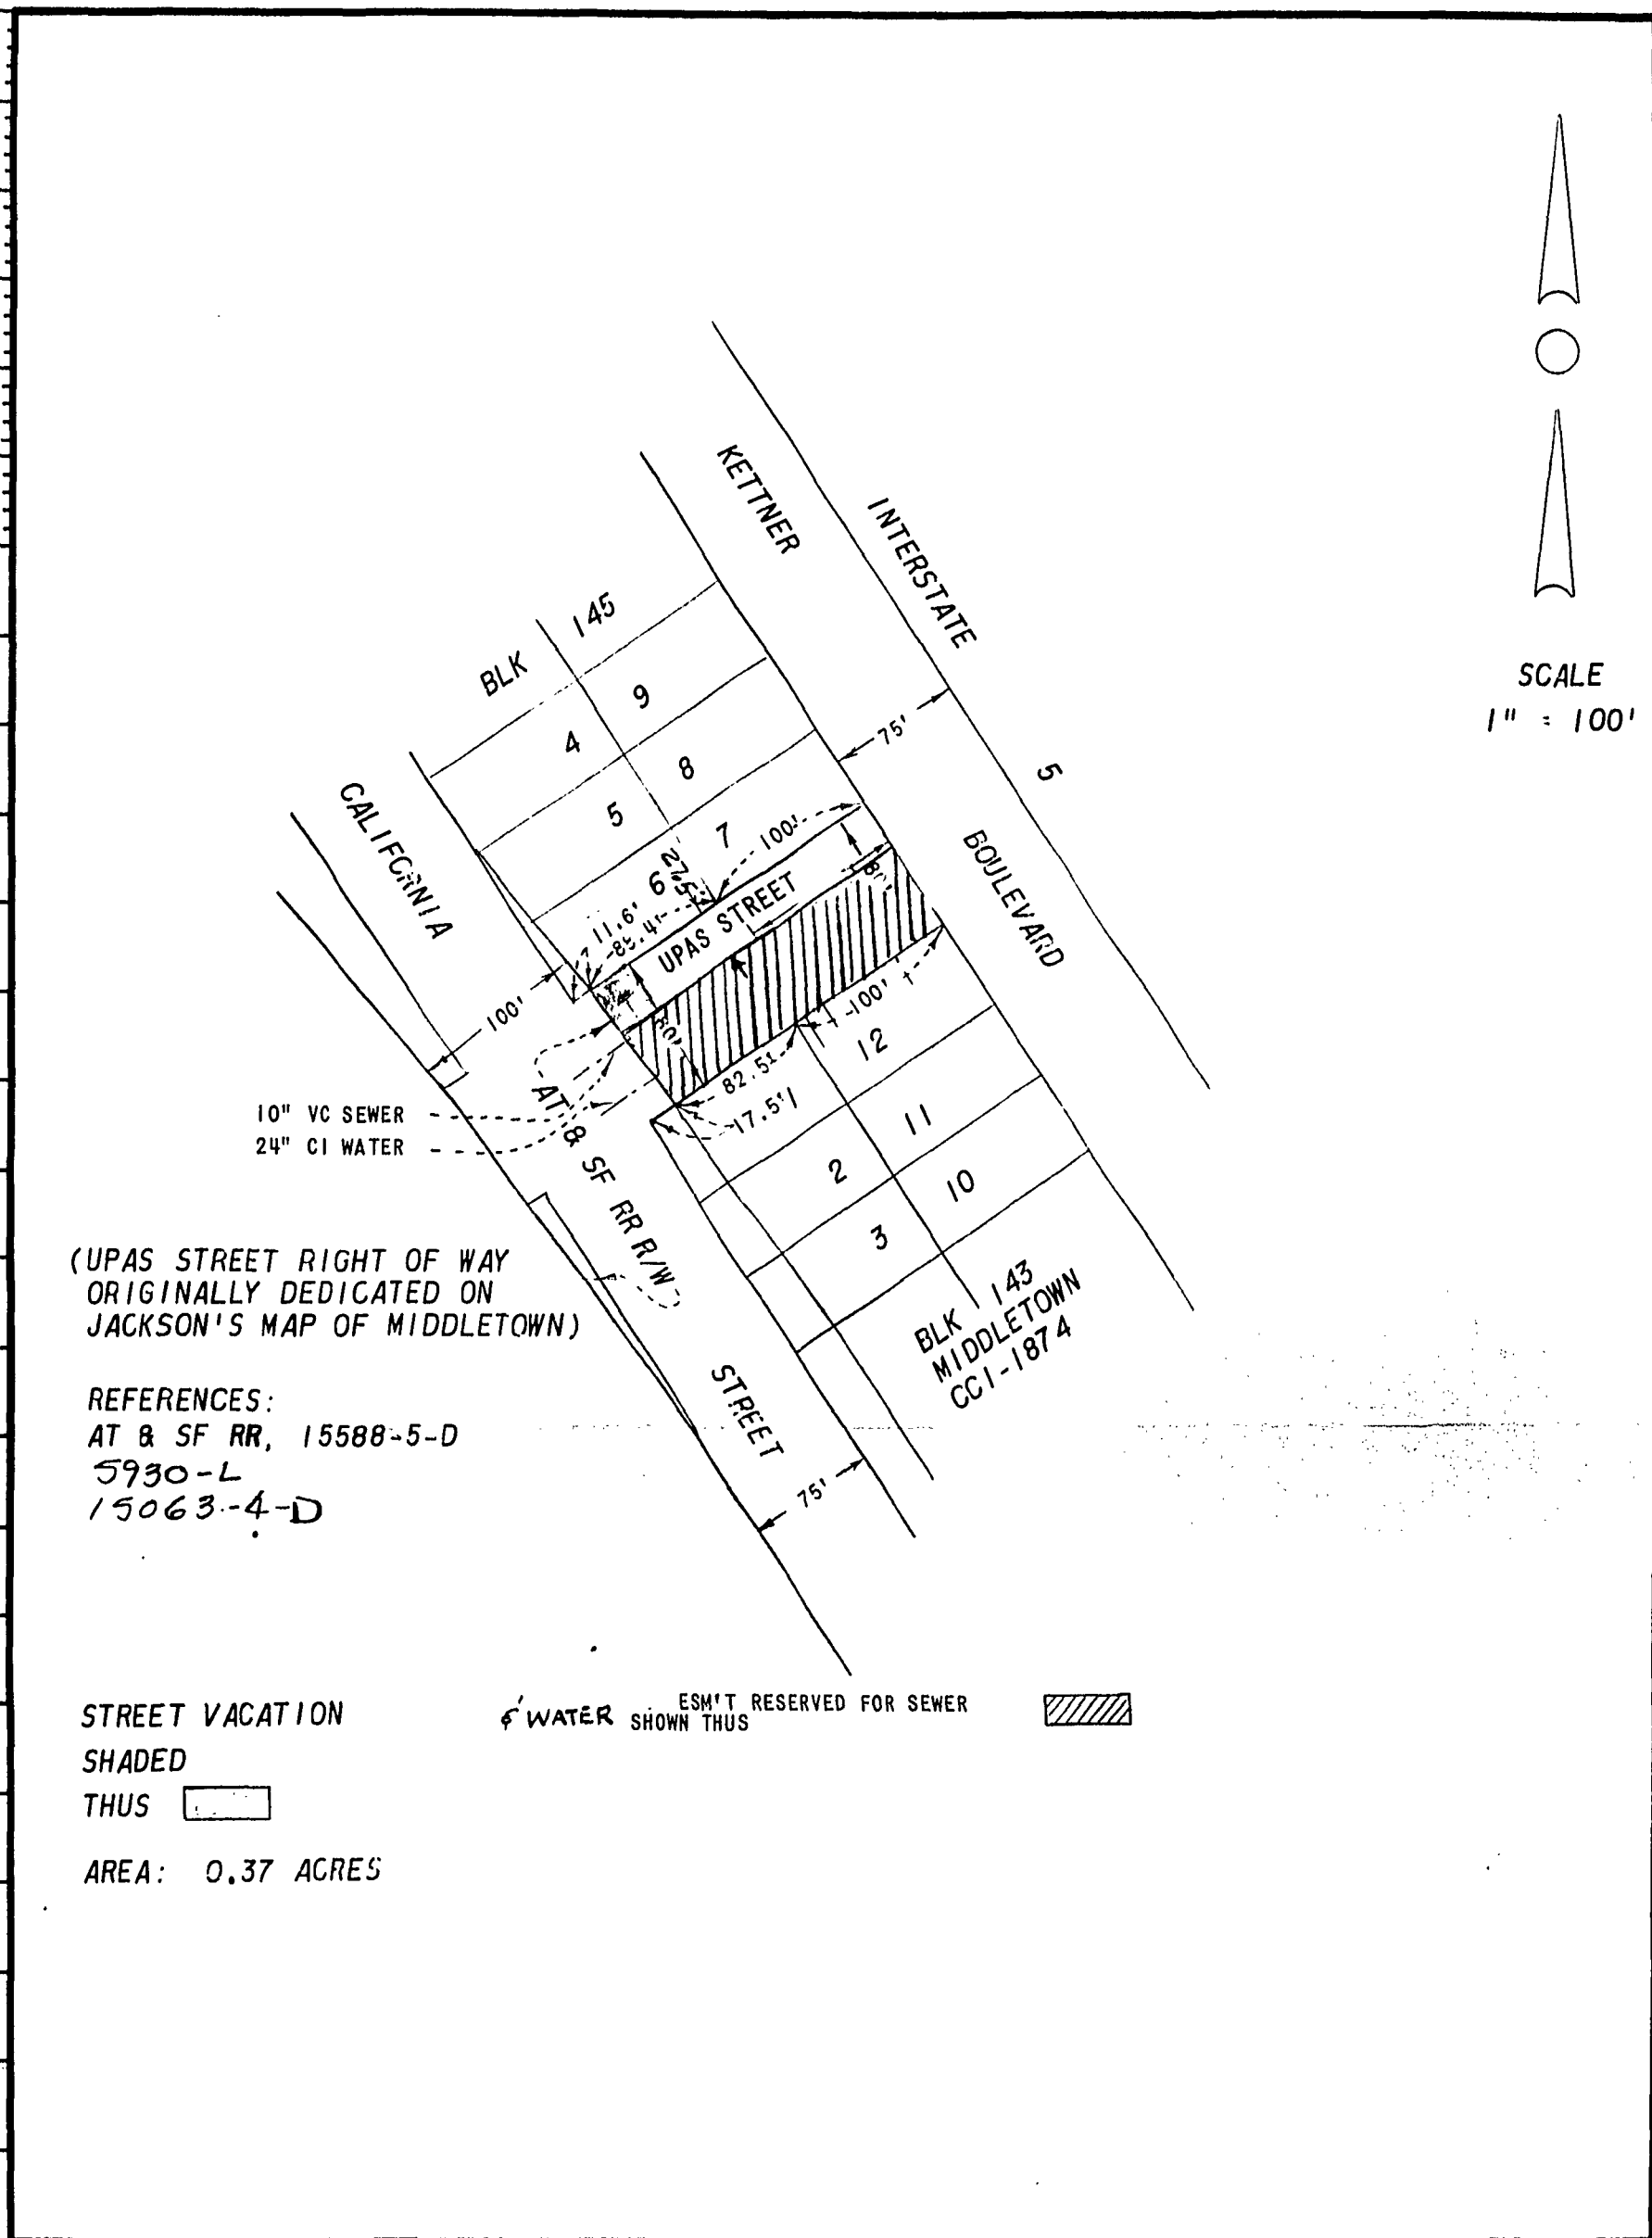 KETTNER
INTERSTATE
5
BOULEVARD
SCALE
1" = 100'
BLK 145
9
4
8
5
7
6
75'
100'
27.5'
11.6'
UPAS STREET
80'
CALIFORNIA
100'
80'
100'
82.5'
17.5'
12
11
2
10
3
10" VC SEWER
24" CI WATER
AT & SF RR R/W
STREET
75'
BLK 143
MIDDLETOWN
CC1-1874
(UPAS STREET RIGHT OF WAY
ORIGINALLY DEDICATED ON
JACKSON'S MAP OF MIDDLETOWN)
REFERENCES:
AT & SF RR, 15588-5-D
5930-L
15063-4-D
STREET VACATION
SHADED
THUS
ESM'T RESERVED FOR SEWER
& WATER SHOWN THUS
AREA: 0.37 ACRES